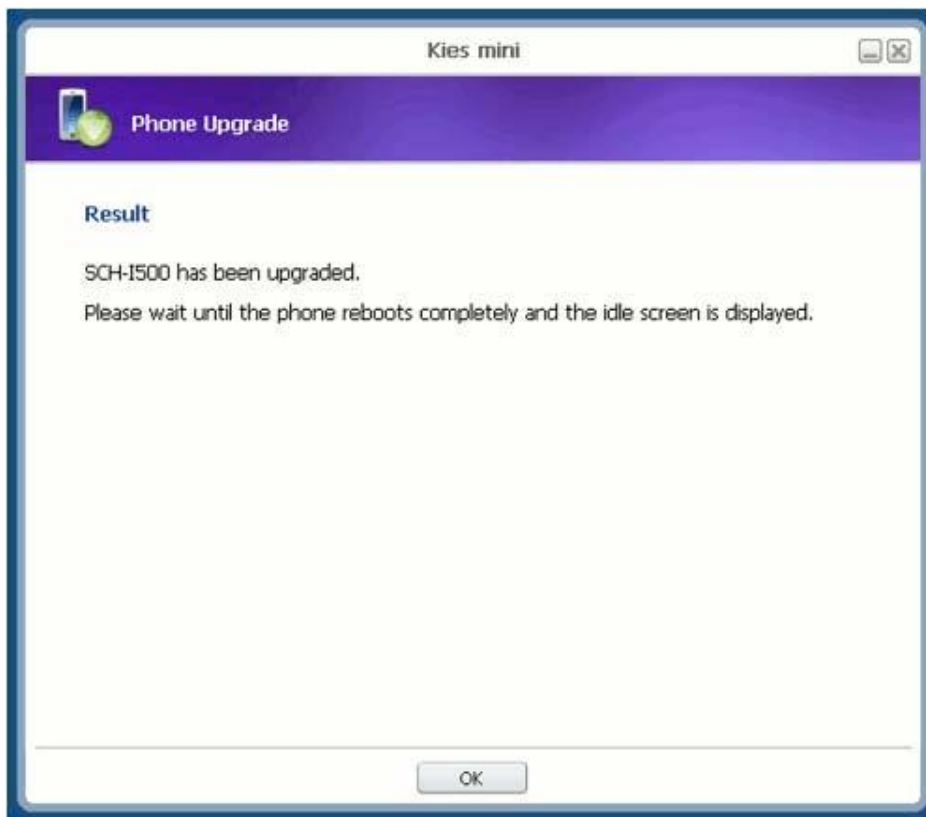 Kies mini
Phone Upgrade
Result
SCH-I500 has been upgraded.
Please wait until the phone reboots completely and the idle screen is displayed.
OK